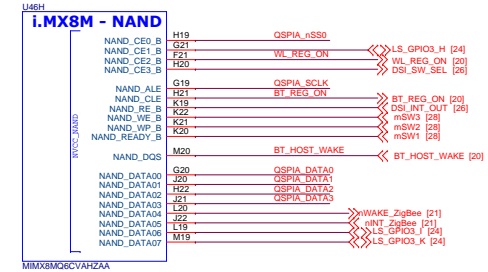 U46H
i.MX8M - NAND
NVCC_NAND
NAND_CE0_B H19 QSPIA_nSS0
NAND_CE1_B G21 LS_GPIO3_H [24]
NAND_CE2_B F21 WL_REG_ON WL_REG_ON [20]
NAND_CE3_B H20 DSI_SW_SEL [26]
NAND_ALE G19 QSPIA_SCLK
NAND_CLE H21 BT_REG_ON BT_REG_ON [20]
NAND_RE_B K19 DSI_INT_OUT [26]
NAND_WE_B K22 mSW3 [28]
NAND_WP_B K21 mSW2 [28]
NAND_READY_B K20 mSW1 [28]
NAND_DQS M20 BT_HOST_WAKE BT_HOST_WAKE [20]
NAND_DATA00 G20 QSPIA_DATA0
NAND_DATA01 J20 QSPIA_DATA1
NAND_DATA02 H22 QSPIA_DATA2
NAND_DATA03 J21 QSPIA_DATA3
NAND_DATA04 L20 nWAKE_ZigBee [21]
NAND_DATA05 J22 nINT_ZigBee [21]
NAND_DATA06 L19 LS_GPIO3_I [24]
NAND_DATA07 M19 LS_GPIO3_K [24]
MIMX8MQ6CVAHZAA